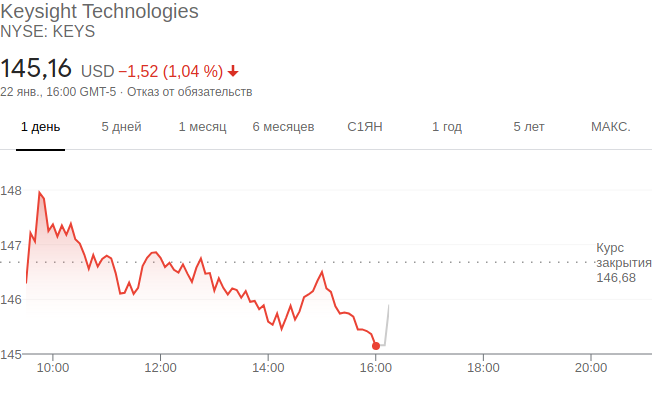 Keysight Technologies
NYSE: KEYS
145,16 USD −1,52 (1,04 %)
22 янв., 16:00 GMT-5 · Отказ от обязательств
1 день 5 дней 1 месяц 6 месяцев С1ЯН 1 год 5 лет МАКС.
148
147
146
145
Курс
закрытия
146,68
10:00 12:00 14:00 16:00 18:00 20:00